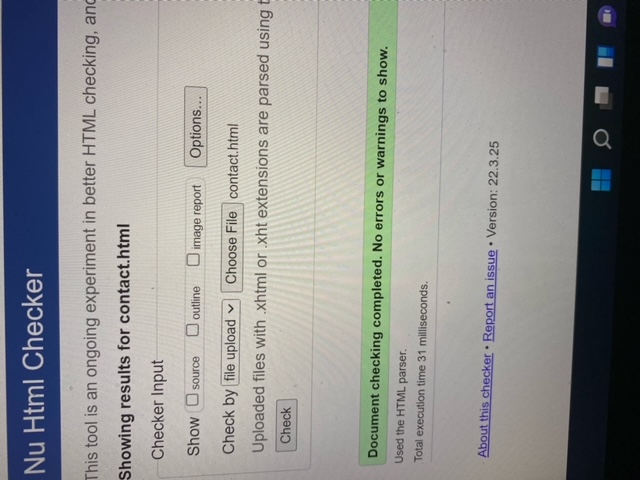 Nu Html Checker
This tool is an ongoing experiment in better HTML checking, and
Showing results for contact.html
Checker Input
Show source outline image report Options...
Check by file upload Choose File contact.html
Uploaded files with .xhtml or .xht extensions are parsed using
Check
Document checking completed. No errors or warnings to show.
Used the HTML parser.
Total execution time 31 milliseconds.
About this checker • Report an issue • Version: 22.3.25